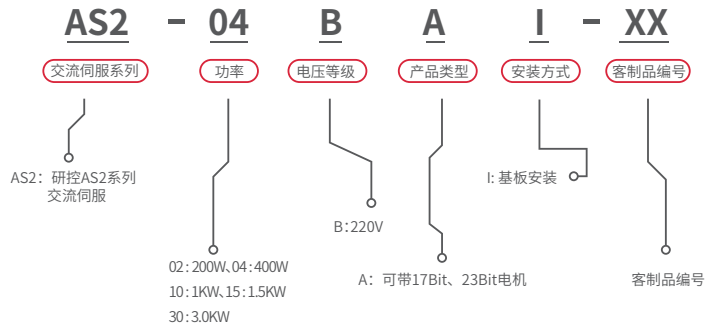 AS2 - 04 B A I - XX
交流伺服系列 功率 电压等级 产品类型 安装方式 客制品编号
AS2：研控AS2系列
交流伺服
I: 基板安装
B:220V
02:200W、04:400W
10:1KW、15:1.5KW
30:3.0KW
A：可带17Bit、23Bit电机
客制品编号